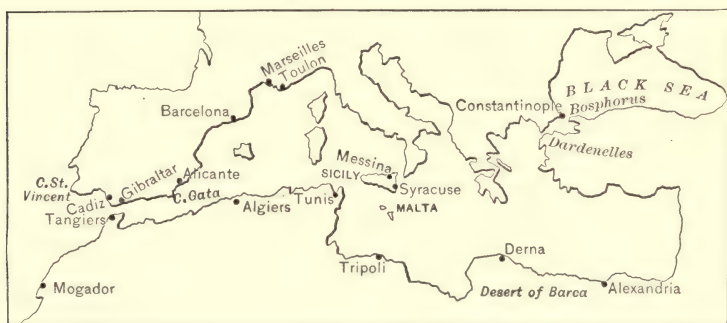 Marseilles
Toulon
BLACK SEA
Constantinople
Bosphorus
Barcelona
Dardenelles
Messina
SICILY
Alicante
Gibraltar
C. St.
Vincent
C. Gata
Tunis
Syracuse
Cadiz
Algiers
MALTA
Tangiers
Derna
Tripoli
Mogador
Desert of Barca
Alexandria